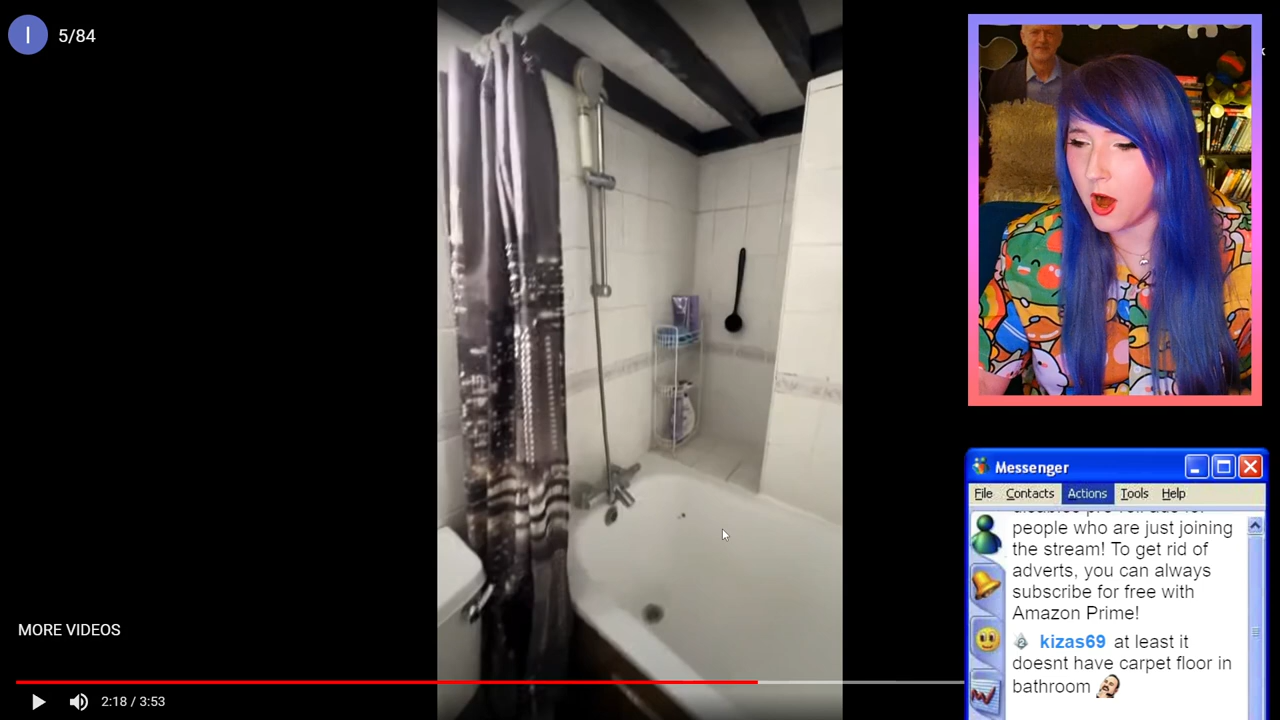 I
5/84
MORE VIDEOS
2:18 / 3:53
Messenger
File Contacts Actions Tools Help
people who are just joining
the stream! To get rid of
adverts, you can always
subscribe for free with
Amazon Prime!
kizas69 at least it
doesnt have carpet floor in
bathroom